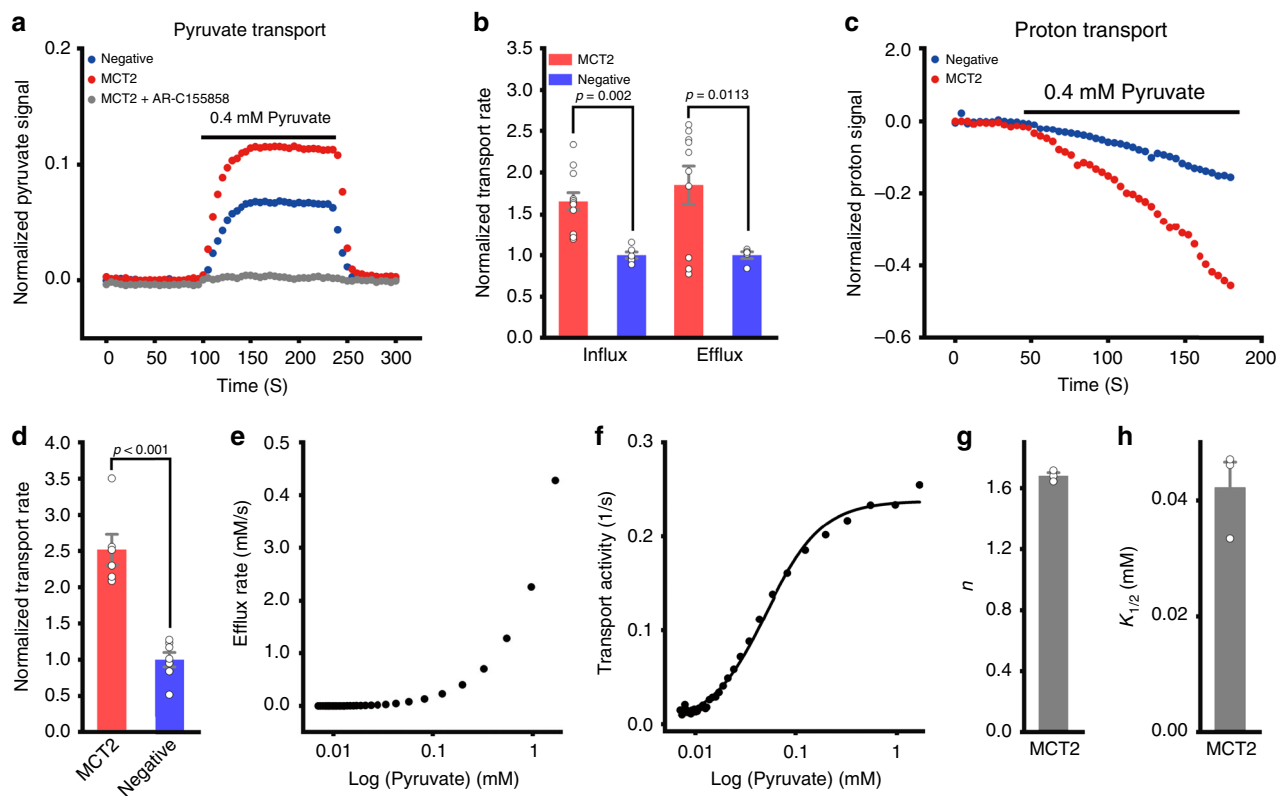 a
Pyruvate transport
Negative
MCT2
MCT2 + AR-C155858
0.4 mM Pyruvate
Normalized pyruvate signal
0.2
0.1
0.0
0 50 100 150 200 250 300
Time (S)
b
MCT2
Negative
p = 0.002
p = 0.0113
Normalized transport rate
3.5
3.0
2.5
2.0
1.5
1.0
0.5
0.0
Influx Efflux
c
Proton transport
Negative
MCT2
0.4 mM Pyruvate
Normalized proton signal
2.0
0.0
−0.2
−0.4
−0.6
0 50 100 150 200
Time (S)
d
p < 0.001
Normalized transport rate
4.0
3.5
3.0
2.5
2.0
1.5
1.0
0.5
0.0
MCT2 Negative
e
Efflux rate (mM/s)
0.5
0.4
3.0
2.0
1.0
0.0
0.01 0.1 1
Log (Pyruvate) (mM)
f
Transport activity (1/s)
0.3
0.2
0.1
0.0
0.01 0.1 1
Log (Pyruvate) (mM)
g
n
1.6
1.2
0.8
0.4
0
MCT2
h
K1/2 (mM)
0.04
0.02
0.00
MCT2